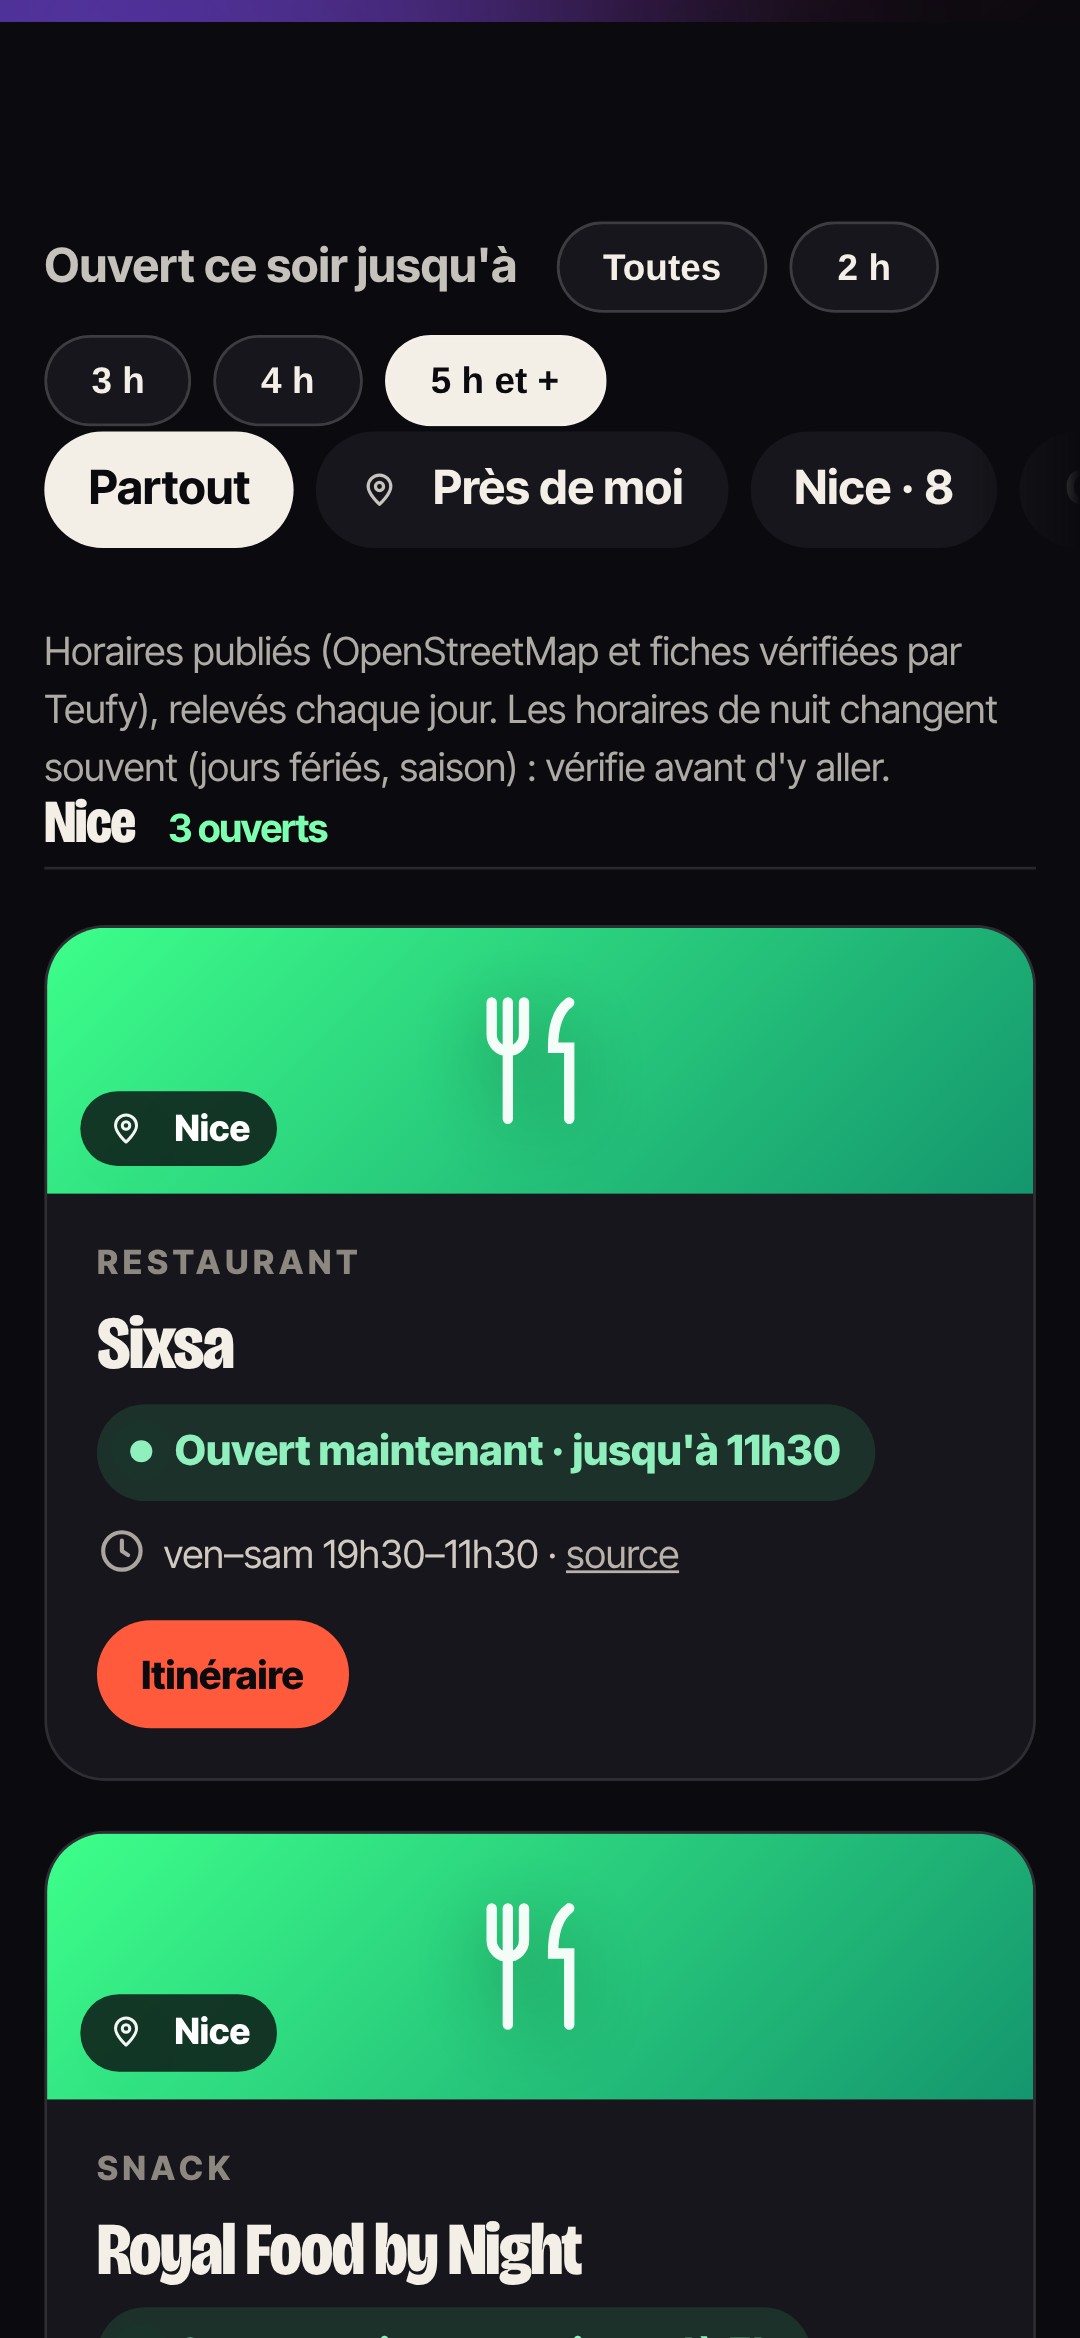 Ouvert ce soir jusqu'à Toutes 2 h
3 h 4 h 5 h et +
Partout Près de moi Nice · 8
Horaires publiés (OpenStreetMap et fiches vérifiées par
Teufy), relevés chaque jour. Les horaires de nuit changent
souvent (jours fériés, saison) : vérifie avant d'y aller.
Nice 3 ouverts
Nice
RESTAURANT
Sixsa
Ouvert maintenant · jusqu'à 11h30
ven–sam 19h30–11h30 · source
Itinéraire
Nice
SNACK
Royal Food by Night